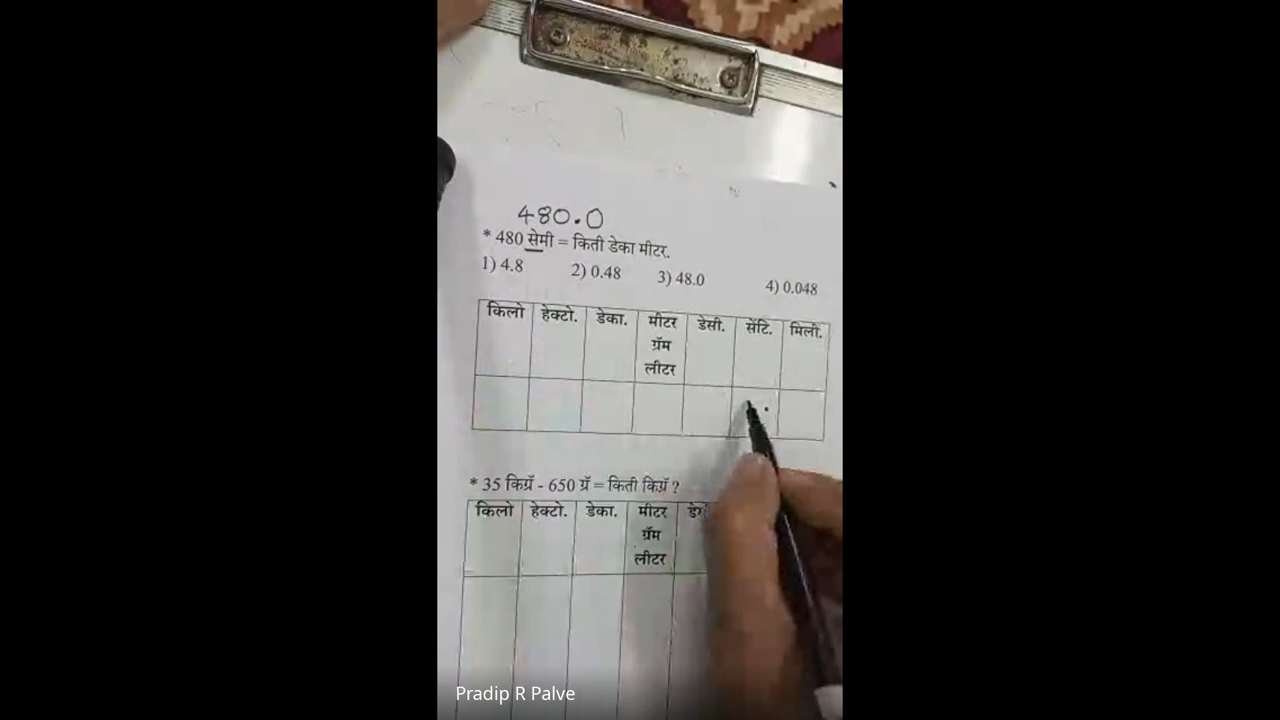 480.0
* 480 सेमी = किती डेका मीटर.
1) 4.8 2) 0.48 3) 48.0 4) 0.048
किलो हेक्टो. डेका. मीटर ग्रॅम लीटर डेसी. सेंटि. मिली.
* 35 किग्रॅ - 650 ग्रॅ = किती किग्रॅ ?
किलो हेक्टो. डेका. मीटर ग्रॅम लीटर
Pradip R Palve